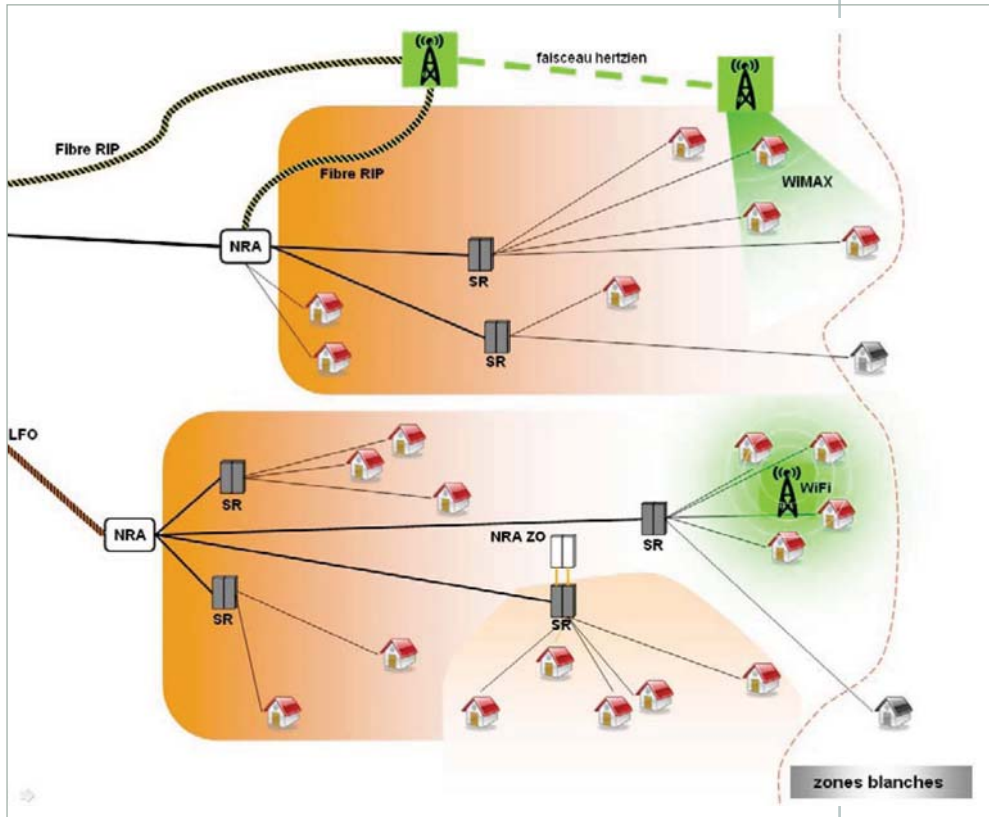 faisceau hertzien
Fibre RIP
Fibre RIP
WIMAX
NRA
SR
SR
LFO
SR
WiFi
NRA
NRA ZO
SR
SR
SR
zones blanches